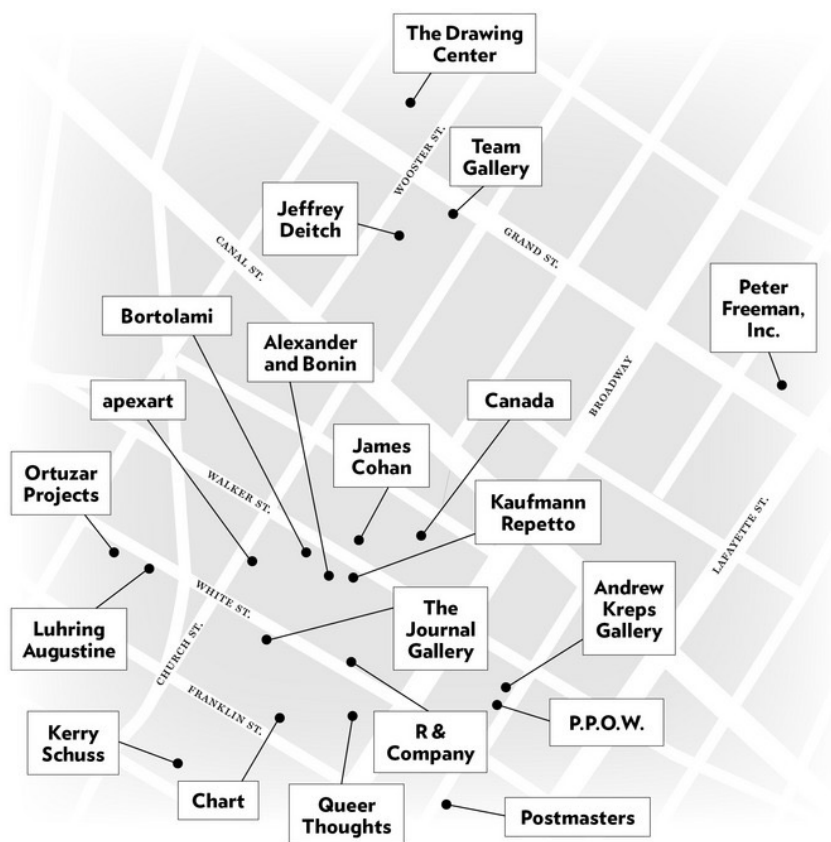 The Drawing
Center
WOOSTER ST.
Team
Gallery
Jeffrey
Deitch
CANAL ST.
GRAND ST.
Peter
Freeman,
Inc.
Bortolami
Alexander
and Bonin
BROADWAY
apexart
Canada
James
Cohan
Ortuzar
Projects
WALKER ST.
Kaufmann
Repetto
LAFAYETTE ST.
Andrew
Kreps
Gallery
WHITE ST.
The
Journal
Gallery
Luhring
Augustine
CHURCH ST.
FRANKLIN ST.
P.P.O.W.
R &
Company
Kerry
Schuss
Chart
Queer
Thoughts
Postmasters